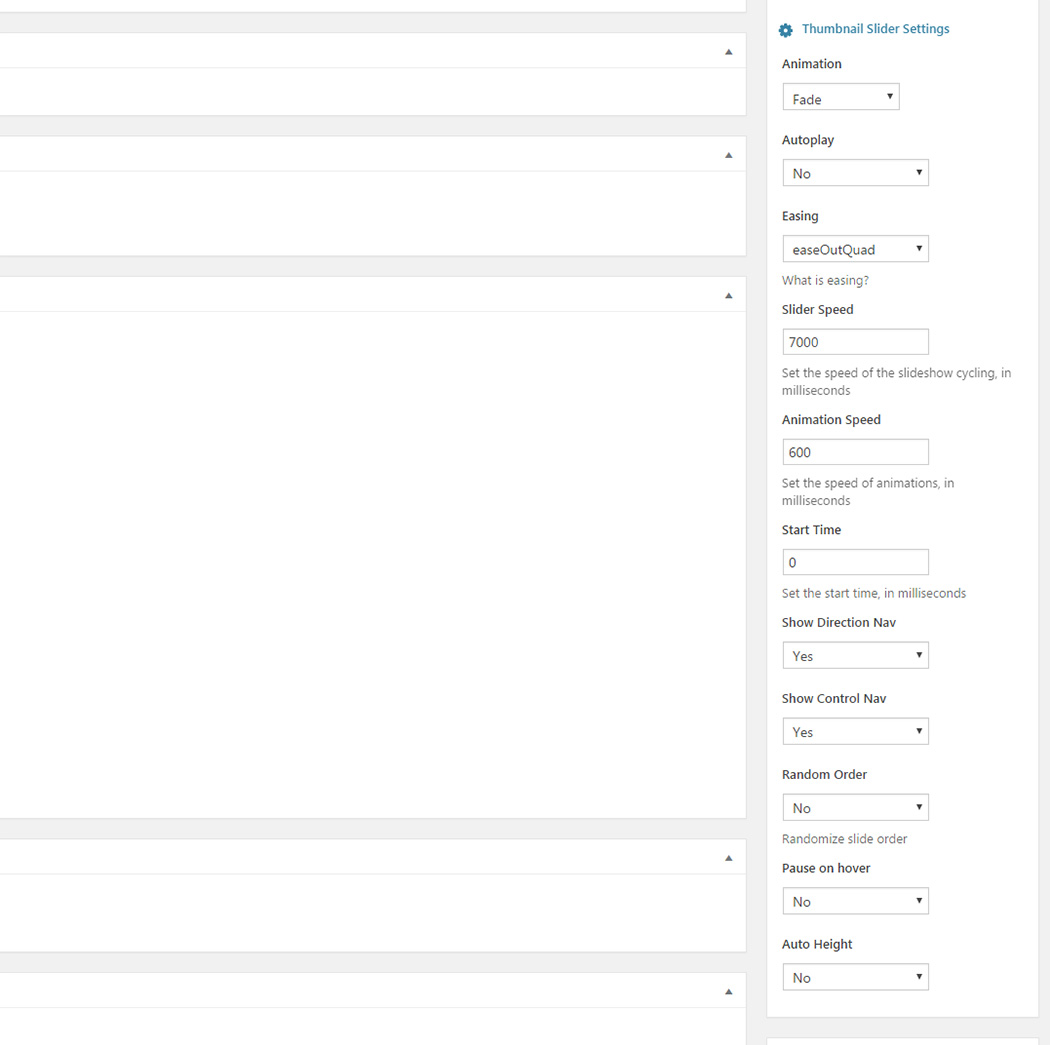 Thumbnail Slider Settings
Animation
Fade
Autoplay
No
Easing
easeOutQuad
What is easing?
Slider Speed
7000
Set the speed of the slideshow cycling, in
milliseconds
Animation Speed
600
Set the speed of animations, in
milliseconds
Start Time
0
Set the start time, in milliseconds
Show Direction Nav
Yes
Show Control Nav
Yes
Random Order
No
Randomize slide order
Pause on hover
No
Auto Height
No